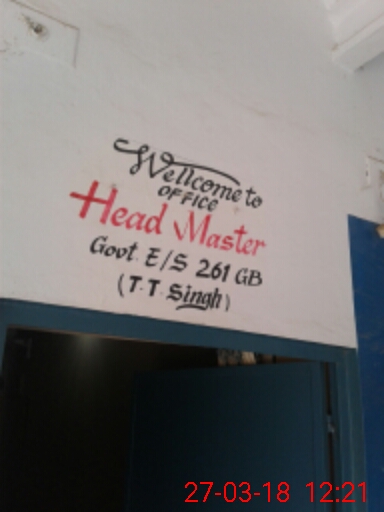 Wellcome to
OFFICE
Head Master
Govt. E/S 261 GB
(T.T. Singh)
27-03-18 12:21